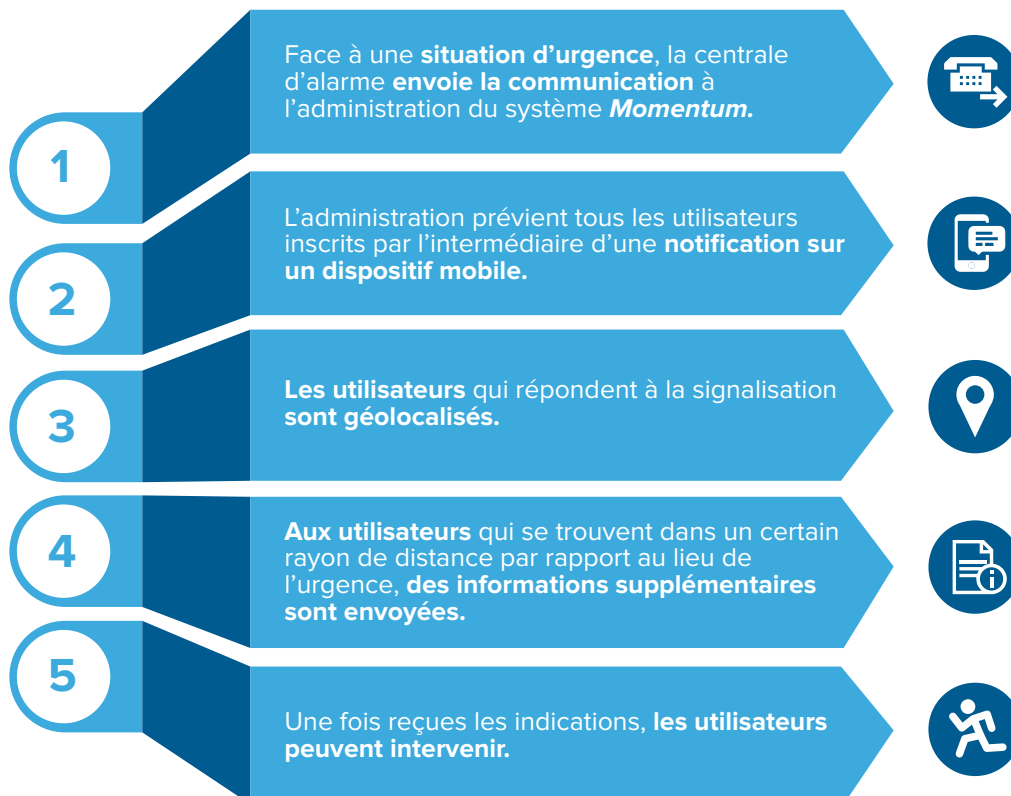 1
Face à une situation d’urgence, la centrale
d’alarme envoie la communication à
l’administration du système Momentum.
2
L’administration prévient tous les utilisateurs
inscrits par l’intermédiaire d’une notification sur
un dispositif mobile.
3
Les utilisateurs qui répondent à la signalisation
sont géolocalisés.
4
Aux utilisateurs qui se trouvent dans un certain
rayon de distance par rapport au lieu de
l’urgence, des informations supplémentaires
sont envoyées.
5
Une fois reçues les indications, les utilisateurs
peuvent intervenir.